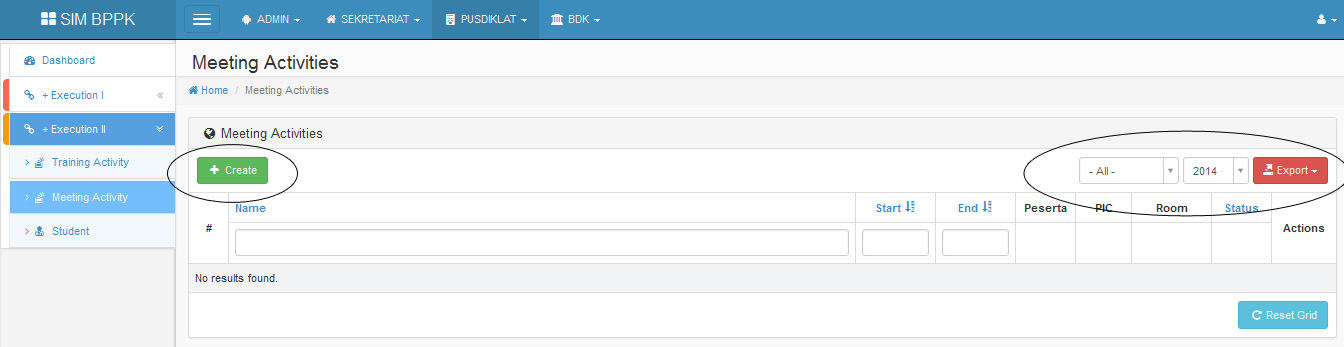 SIM BPPK
ADMIN SEKRETARIAT PUSDIKLAT BDK
Dashboard
+ Execution I «
+ Execution II
> Training Activity
> Meeting Activity
> Student
Meeting Activities
Home / Meeting Activities
Meeting Activities
+ Create
- All - 2014 Export
# Name Start End Peserta PIC Room Status Actions
No results found.
Reset Grid